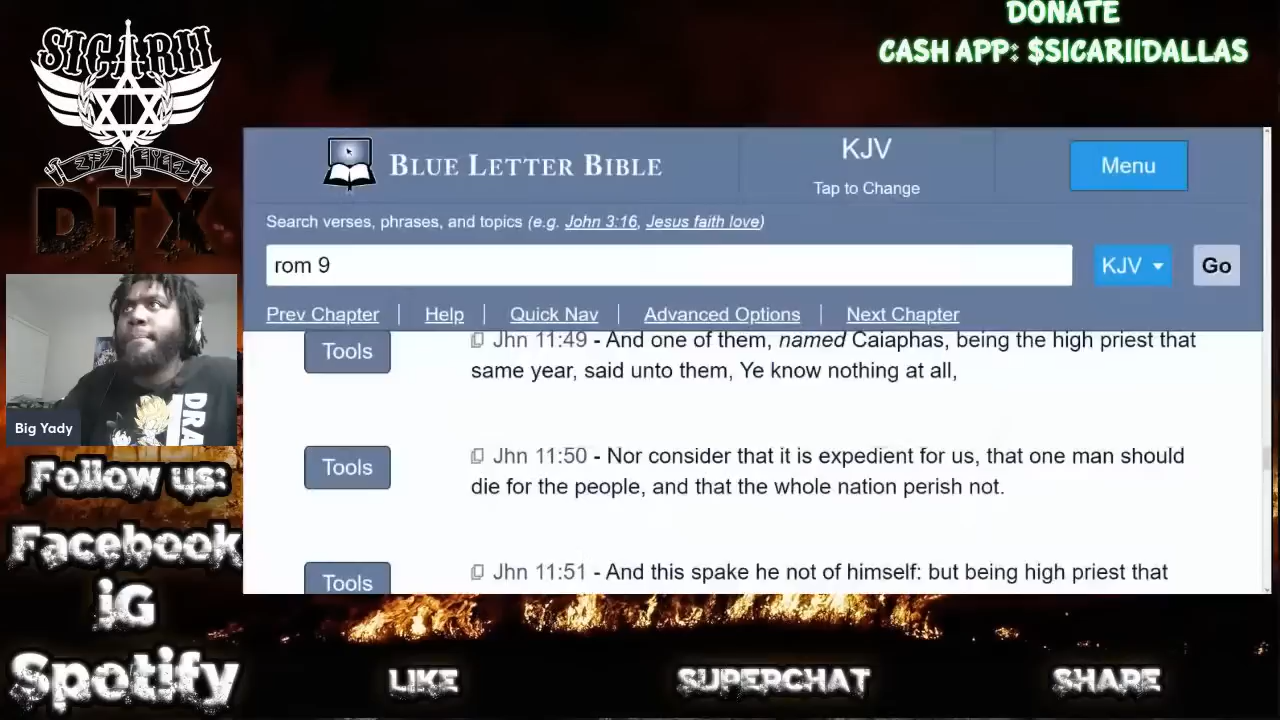 SICARII
DTX
DONATE
CASH APP: $SICARIIDALLAS
BLUE LETTER BIBLE
KJV
Tap to Change
Menu
Search verses, phrases, and topics (e.g. John 3:16, Jesus faith love)
rom 9
KJV
Go
Prev Chapter
Help
Quick Nav
Advanced Options
Next Chapter
Tools
Jhn 11:49 - And one of them, named Caiaphas, being the high priest that
same year, said unto them, Ye know nothing at all,
Tools
Jhn 11:50 - Nor consider that it is expedient for us, that one man should
die for the people, and that the whole nation perish not.
Tools
Jhn 11:51 - And this spake he not of himself: but being high priest that
DRA
Big Yady
Follow us:
Facebook
iG
Spotify
LIKE
SUPERCHAT
SHARE